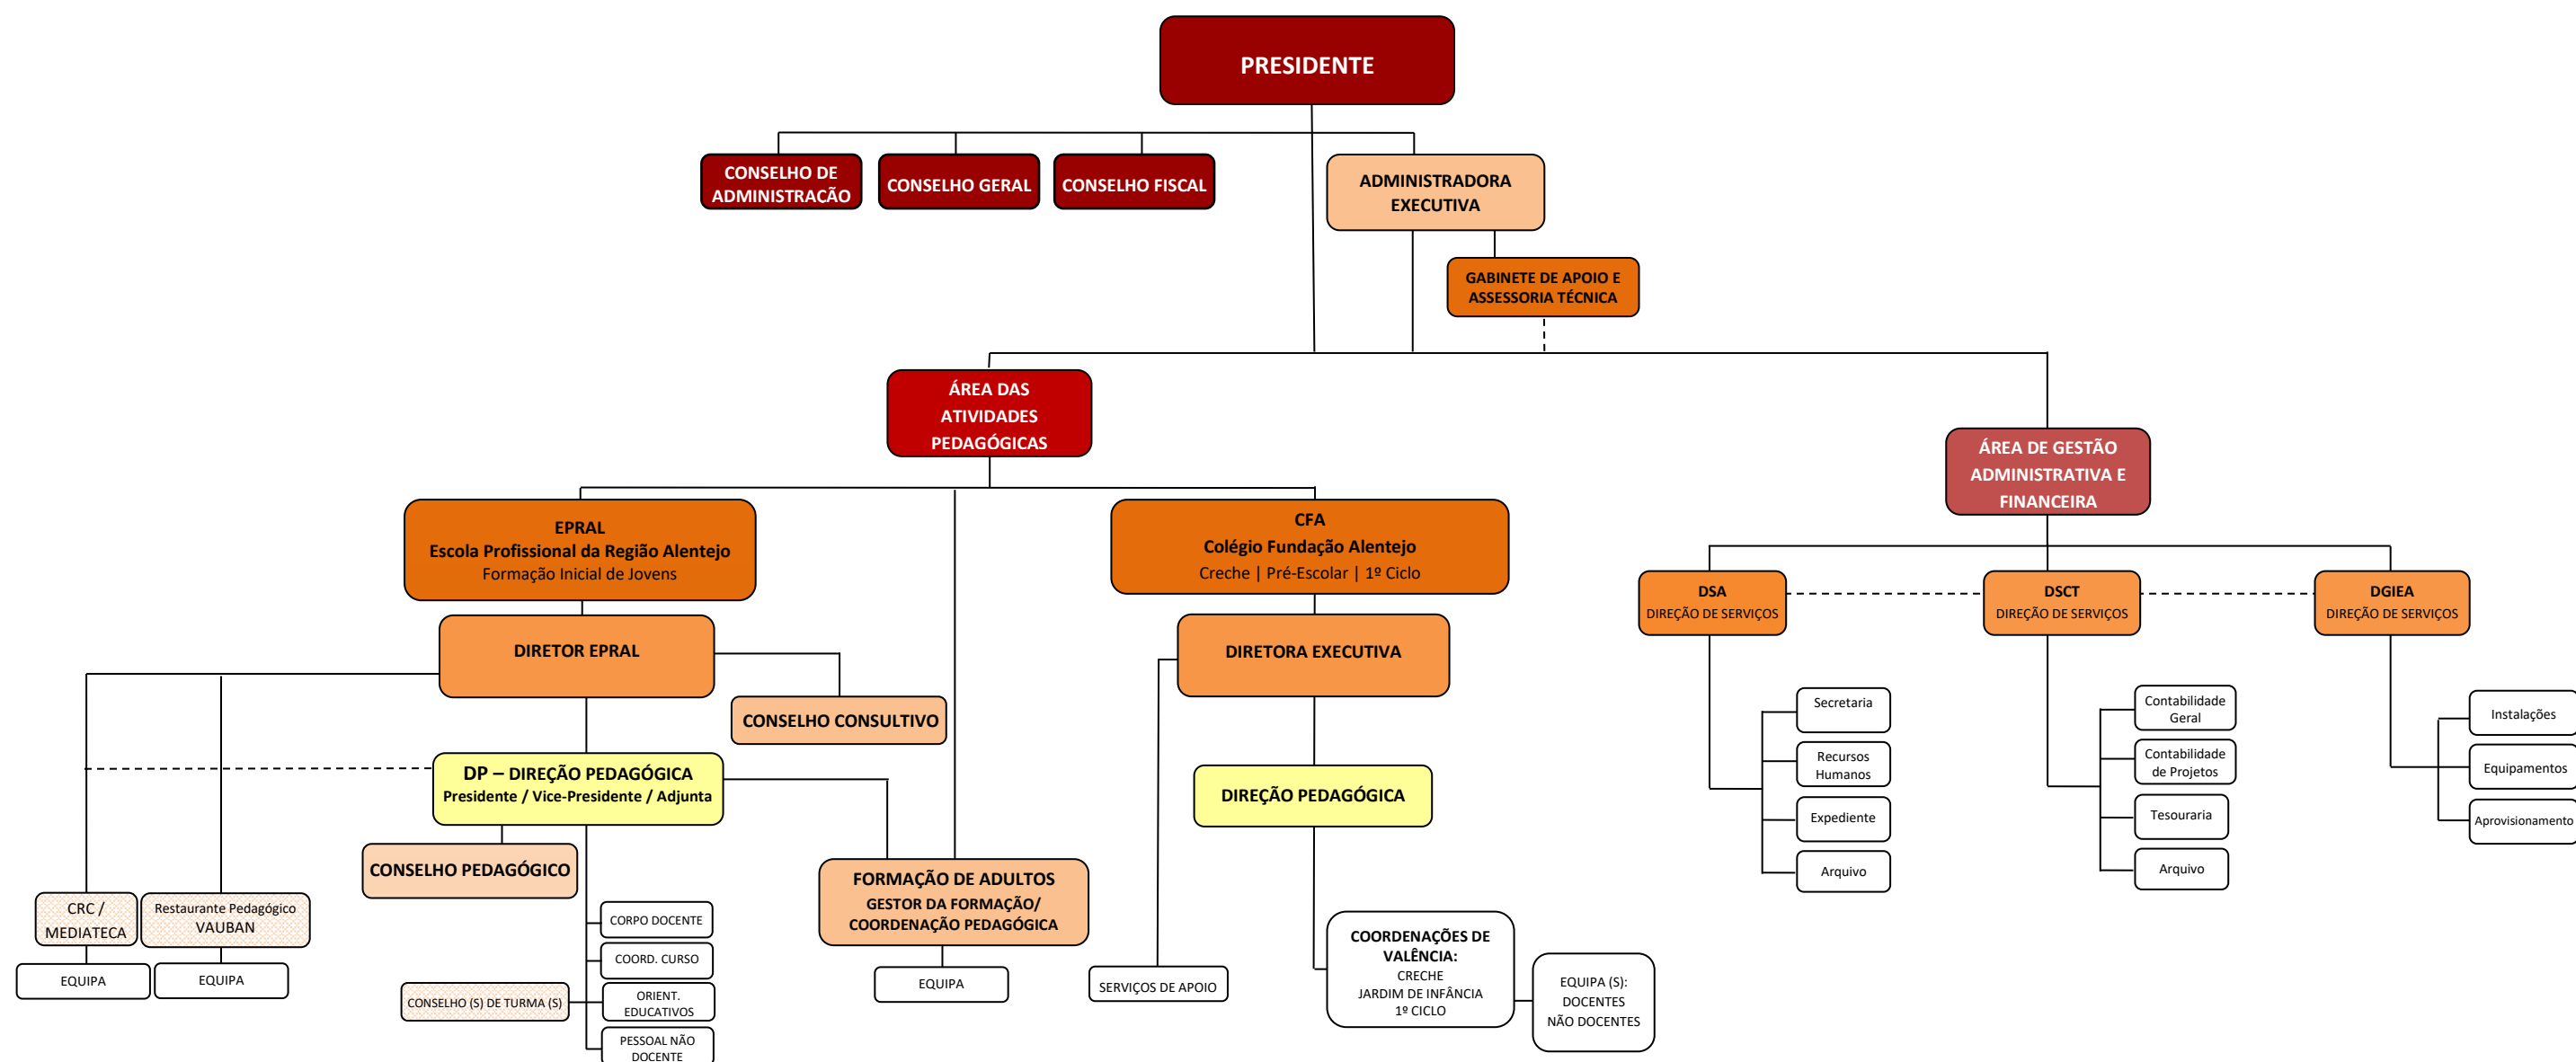 PRESIDENTE
CONSELHO DE
ADMINISTRAÇÃO
CONSELHO GERAL
CONSELHO FISCAL
ADMINISTRADORA
EXECUTIVA
GABINETE DE APOIO E
ASSESSORIA TÉCNICA
ÁREA DAS
ATIVIDADES
PEDAGÓGICAS
ÁREA DE GESTÃO
ADMINISTRATIVA E
FINANCEIRA
EPRAL
Escola Profissional da Região Alentejo
Formação Inicial de Jovens
CFA
Colégio Fundação Alentejo
Creche | Pré-Escolar | 1º Ciclo
DSA
DIREÇÃO DE SERVIÇOS
DSCT
DIREÇÃO DE SERVIÇOS
DGIEA
DIREÇÃO DE SERVIÇOS
DIRETOR EPRAL
DIRETORA EXECUTIVA
CONSELHO CONSULTIVO
Secretaria
Recursos
Humanos
Expediente
Arquivo
Contabilidade
Geral
Contabilidade
de Projetos
Tesouraria
Arquivo
Instalações
Equipamentos
Aprovisionamento
DP – DIREÇÃO PEDAGÓGICA
Presidente / Vice-Presidente / Adjunta
DIREÇÃO PEDAGÓGICA
CONSELHO PEDAGÓGICO
FORMAÇÃO DE ADULTOS
GESTOR DA FORMAÇÃO/
COORDENAÇÃO PEDAGÓGICA
EQUIPA
CRC /
MEDIATECA
EQUIPA
Restaurante Pedagógico
VAUBAN
EQUIPA
CORPO DOCENTE
COORD. CURSO
CONSELHO (S) DE TURMA (S)
ORIENT.
EDUCATIVOS
PESSOAL NÃO
DOCENTE
SERVIÇOS DE APOIO
COORDENAÇÕES DE
VALÊNCIA:
CRECHE
JARDIM DE INFÂNCIA
1º CICLO
EQUIPA (S):
DOCENTES
NÃO DOCENTES